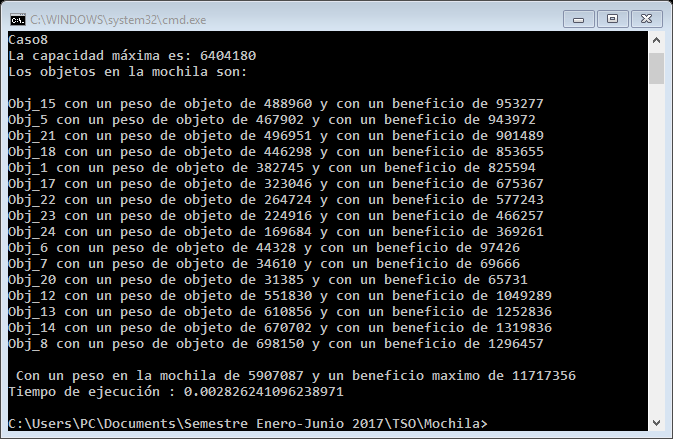 C:\WINDOWS\system32\cmd.exe
Caso8
La capacidad máxima es: 6404180
Los objetos en la mochila son:
Obj_15 con un peso de objeto de 488960 y con un beneficio de 953277
Obj_5 con un peso de objeto de 467902 y con un beneficio de 943972
Obj_21 con un peso de objeto de 496951 y con un beneficio de 901489
Obj_18 con un peso de objeto de 446298 y con un beneficio de 853655
Obj_1 con un peso de objeto de 382745 y con un beneficio de 825594
Obj_17 con un peso de objeto de 323046 y con un beneficio de 675367
Obj_22 con un peso de objeto de 264724 y con un beneficio de 577243
Obj_23 con un peso de objeto de 224916 y con un beneficio de 466257
Obj_24 con un peso de objeto de 169684 y con un beneficio de 369261
Obj_6 con un peso de objeto de 44328 y con un beneficio de 97426
Obj_7 con un peso de objeto de 34610 y con un beneficio de 69666
Obj_20 con un peso de objeto de 31385 y con un beneficio de 65731
Obj_12 con un peso de objeto de 551830 y con un beneficio de 1049289
Obj_13 con un peso de objeto de 610856 y con un beneficio de 1252836
Obj_14 con un peso de objeto de 670702 y con un beneficio de 1319836
Obj_8 con un peso de objeto de 698150 y con un beneficio de 1296457
Con un peso en la mochila de 5907087 y un beneficio maximo de 11717356
Tiempo de ejecución : 0.002826241096238971
C:\Users\PC\Documents\Semestre Enero-Junio 2017\TSO\Mochila>